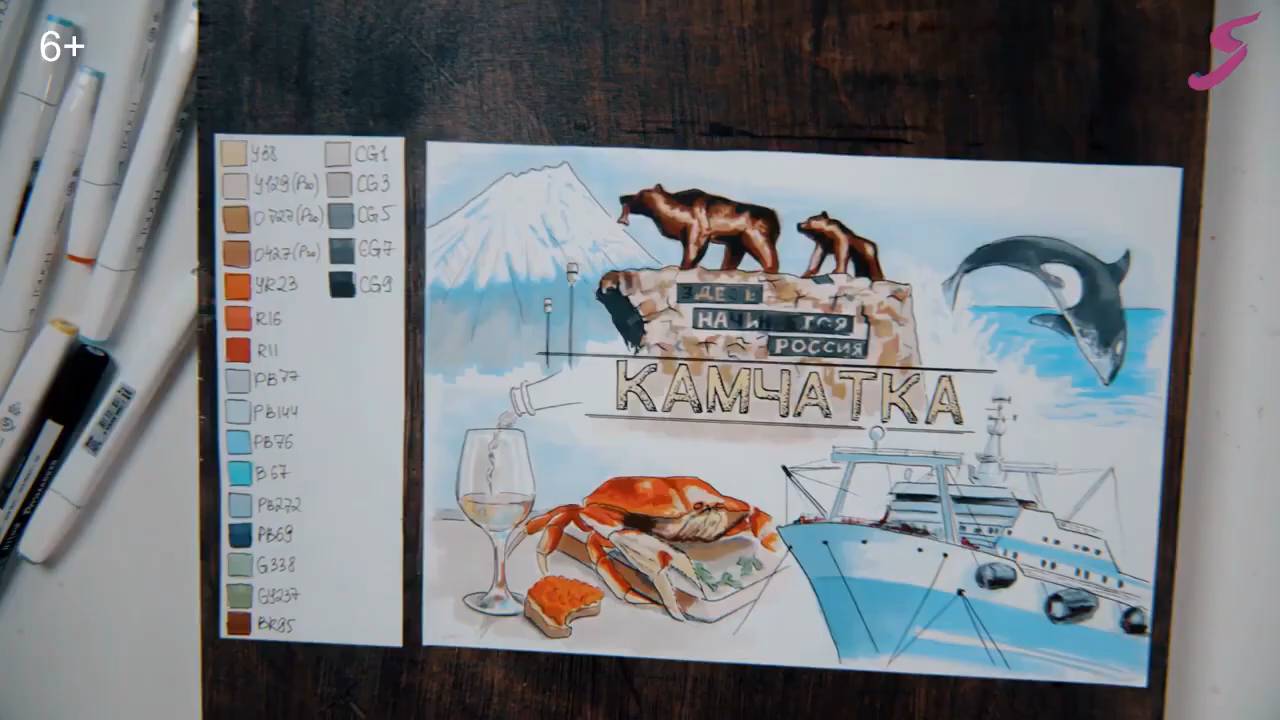 6+
S
Y38
Y129(Pro)
O727(Pro)
O427(Pro)
YR23
R16
R11
PB77
PB144
PB76
B67
PB272
PB69
G338
GY237
BR95
CG1
CG3
CG5
CG7
CG9
ЗДЕСЬ
РОССИЯ
КАМЧАТКА